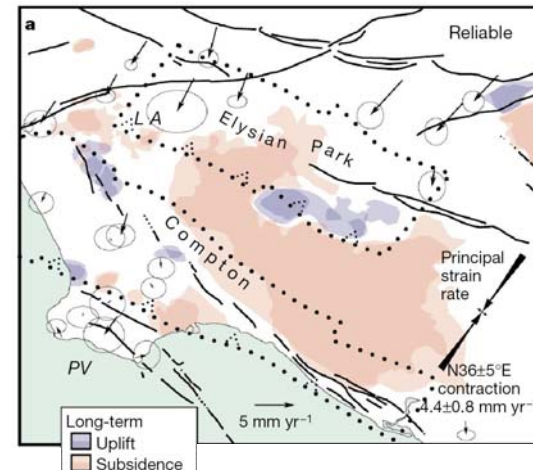 a
Reliable
LA
Elysian Park
Compton
Principal
strain
rate
N36±5°E
contraction
4.4±0.8 mm yr⁻
PV
5 mm yr⁻¹
Long-term
Uplift
Subsidence